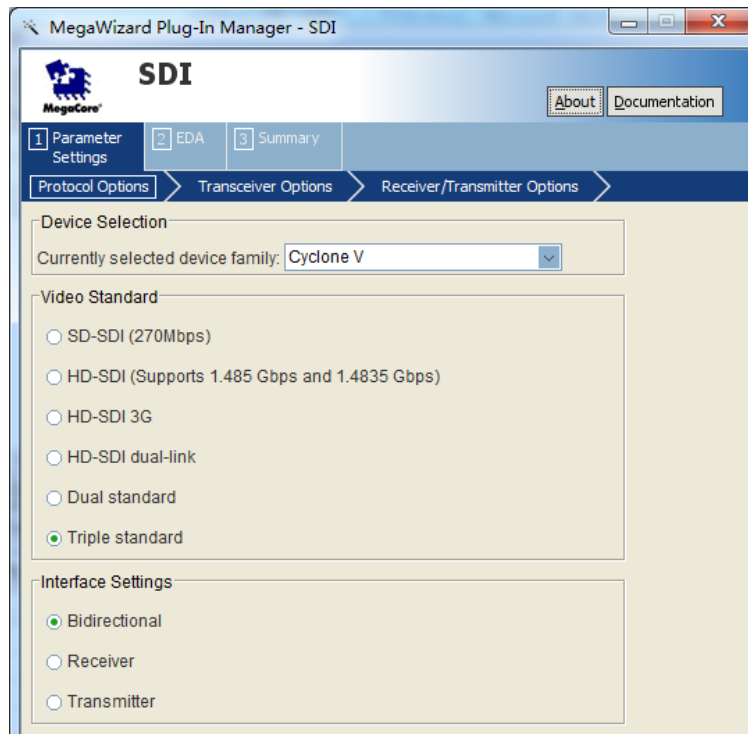 MegaWizard Plug-In Manager - SDI
SDI
MegaCore®
About Documentation
1 Parameter Settings
2 EDA
3 Summary
Protocol Options
Transceiver Options
Receiver/Transmitter Options
Device Selection
Currently selected device family: Cyclone V
Video Standard
SD-SDI (270Mbps)
HD-SDI (Supports 1.485 Gbps and 1.4835 Gbps)
HD-SDI 3G
HD-SDI dual-link
Dual standard
Triple standard
Interface Settings
Bidirectional
Receiver
Transmitter